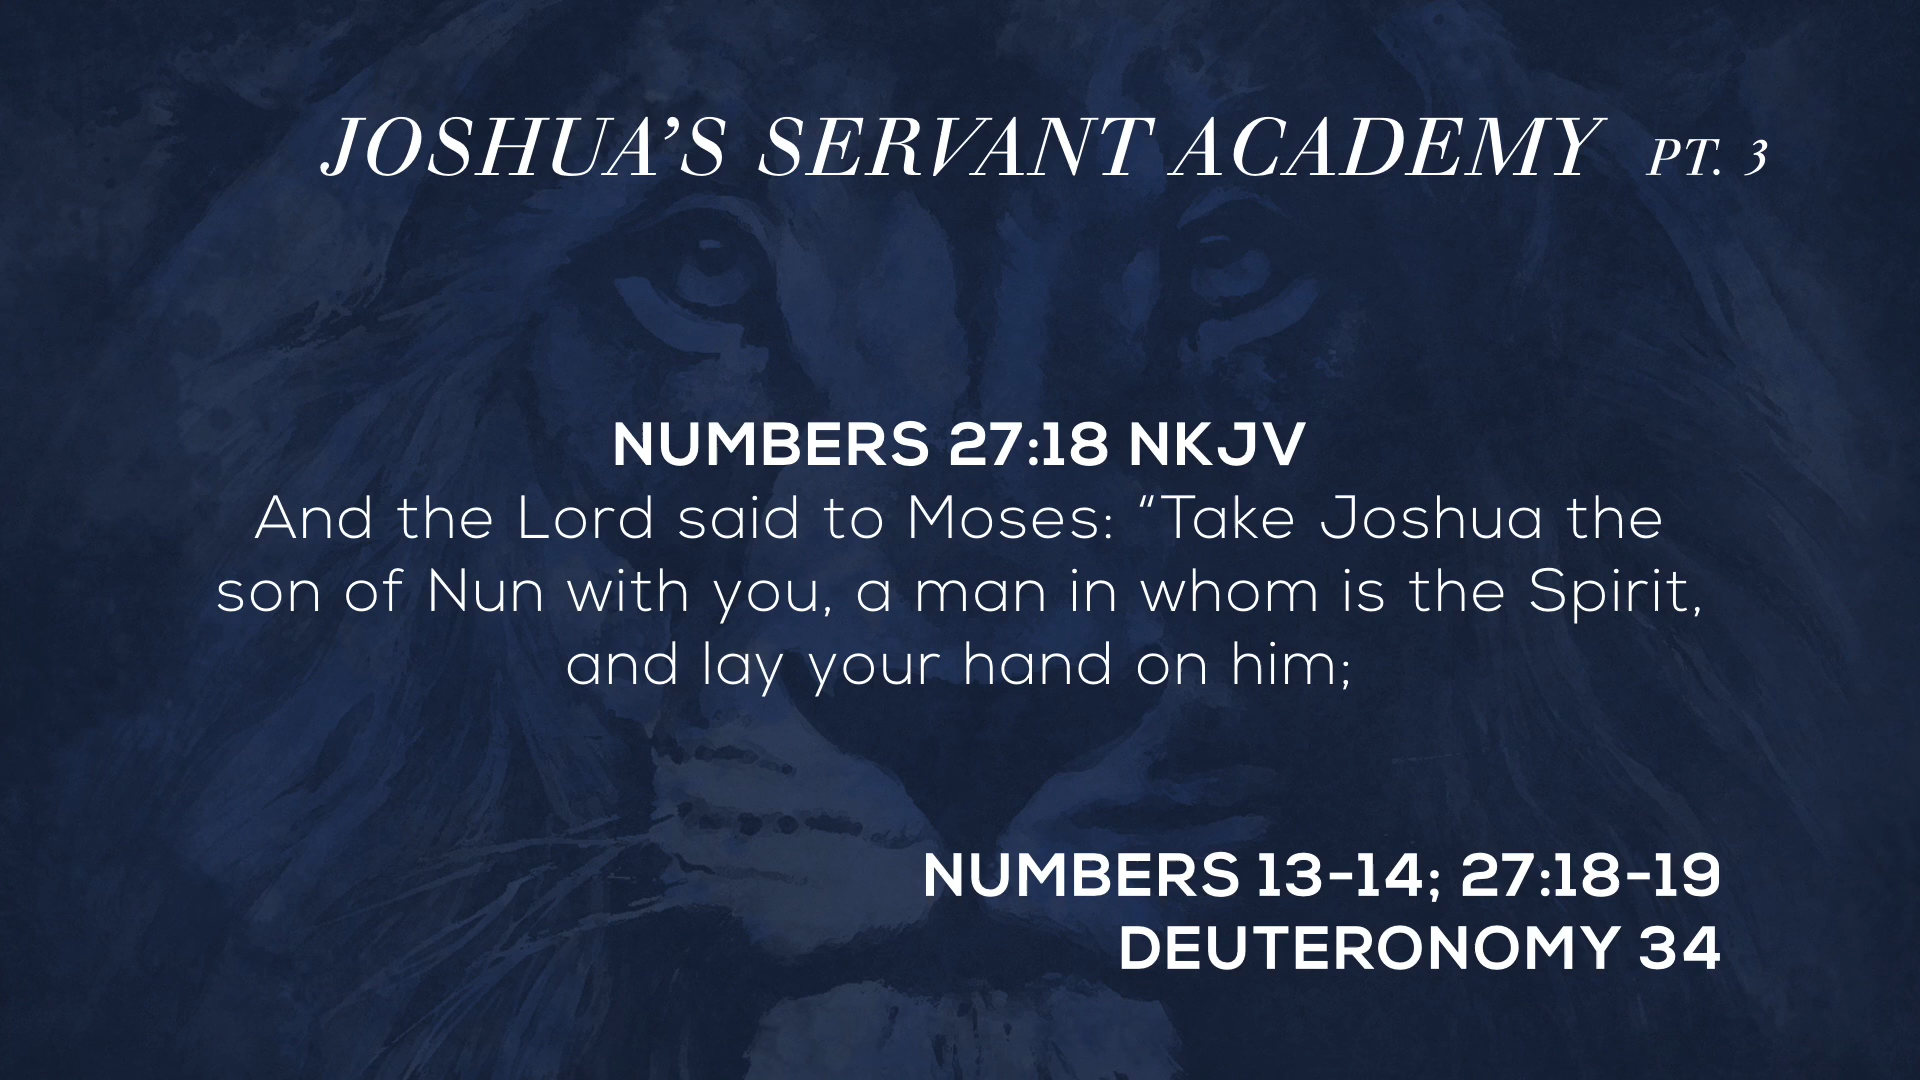 JOSHUA’S SERVANT ACADEMY PT. 3
NUMBERS 27:18 NKJV
And the Lord said to Moses: “Take Joshua the
son of Nun with you, a man in whom is the Spirit,
and lay your hand on him;
NUMBERS 13-14; 27:18-19
DEUTERONOMY 34